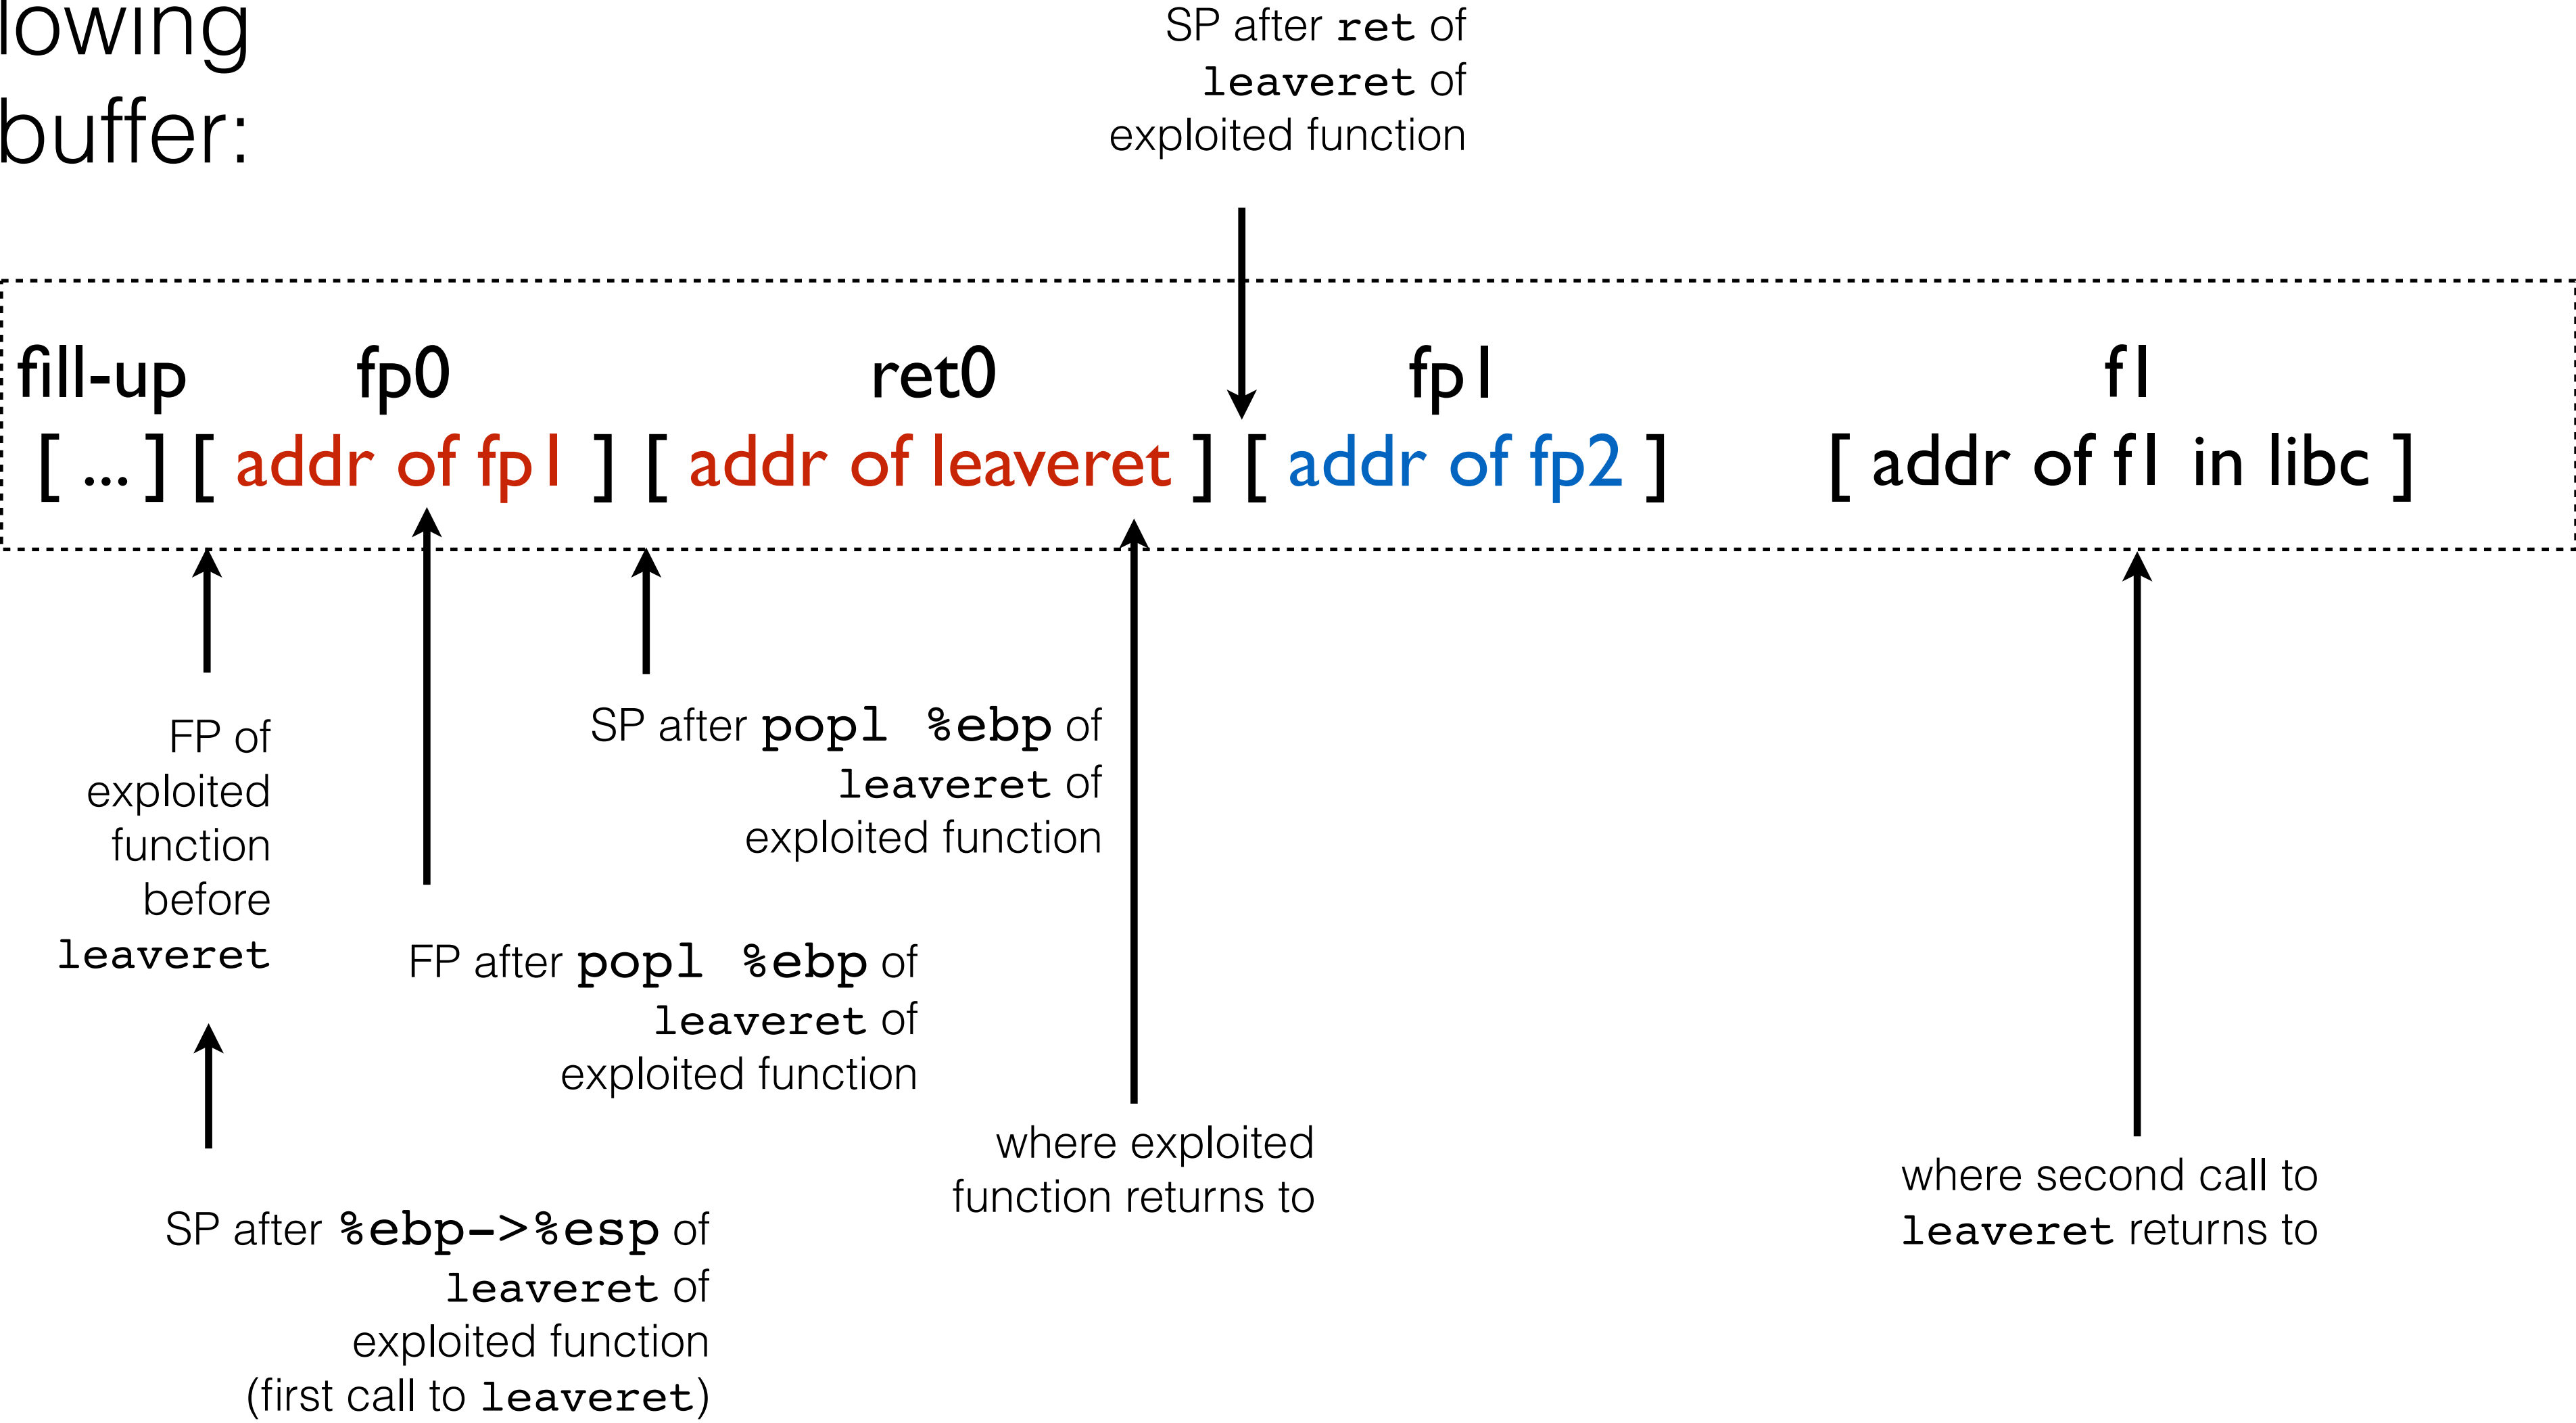 lowing
buffer:
SP after ret of
leaveret of
exploited function
fill-up fp0 ret0 fp1 f1
[ ... ] [ addr of fp1 ] [ addr of leaveret ] [ addr of fp2 ] [ addr of f1 in libc ]
FP of
exploited
function
before
leaveret
SP after popl %ebp of
leaveret of
exploited function
FP after popl %ebp of
leaveret of
exploited function
where exploited
function returns to
where second call to
leaveret returns to
SP after %ebp->%esp of
leaveret of
exploited function
(first call to leaveret)